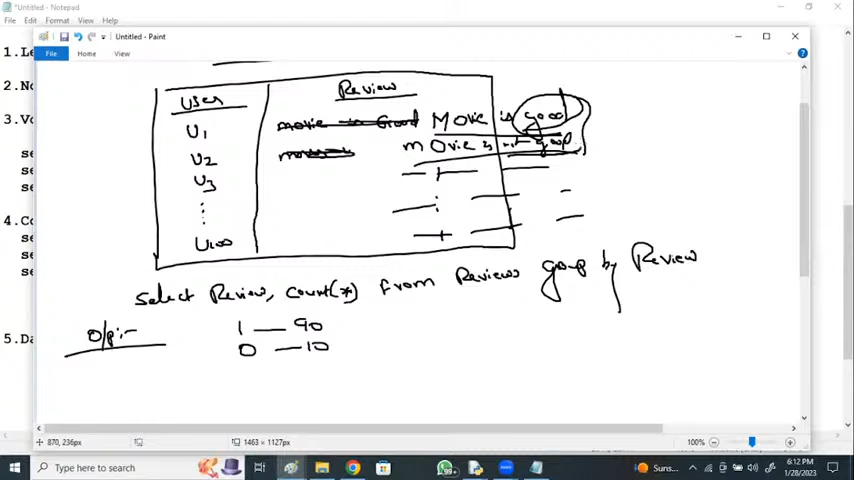 *Untitled - Notepad
File Edit Format View
Untitled - Paint
File Home View
1.Le
2.No
3.Vo
se
se
4.Co
se
se
se
5.Da
User Review
U1 movie is Good Movie is good
U2 movie is not good
U3
U100
Select Review, count(*) from Reviews group by Review
O/p:-
1 — 90
0 — 10
870, 236px 1463 × 1127px 100%
Type here to search 99+ Suns... 6:12 PM
1/28/2023